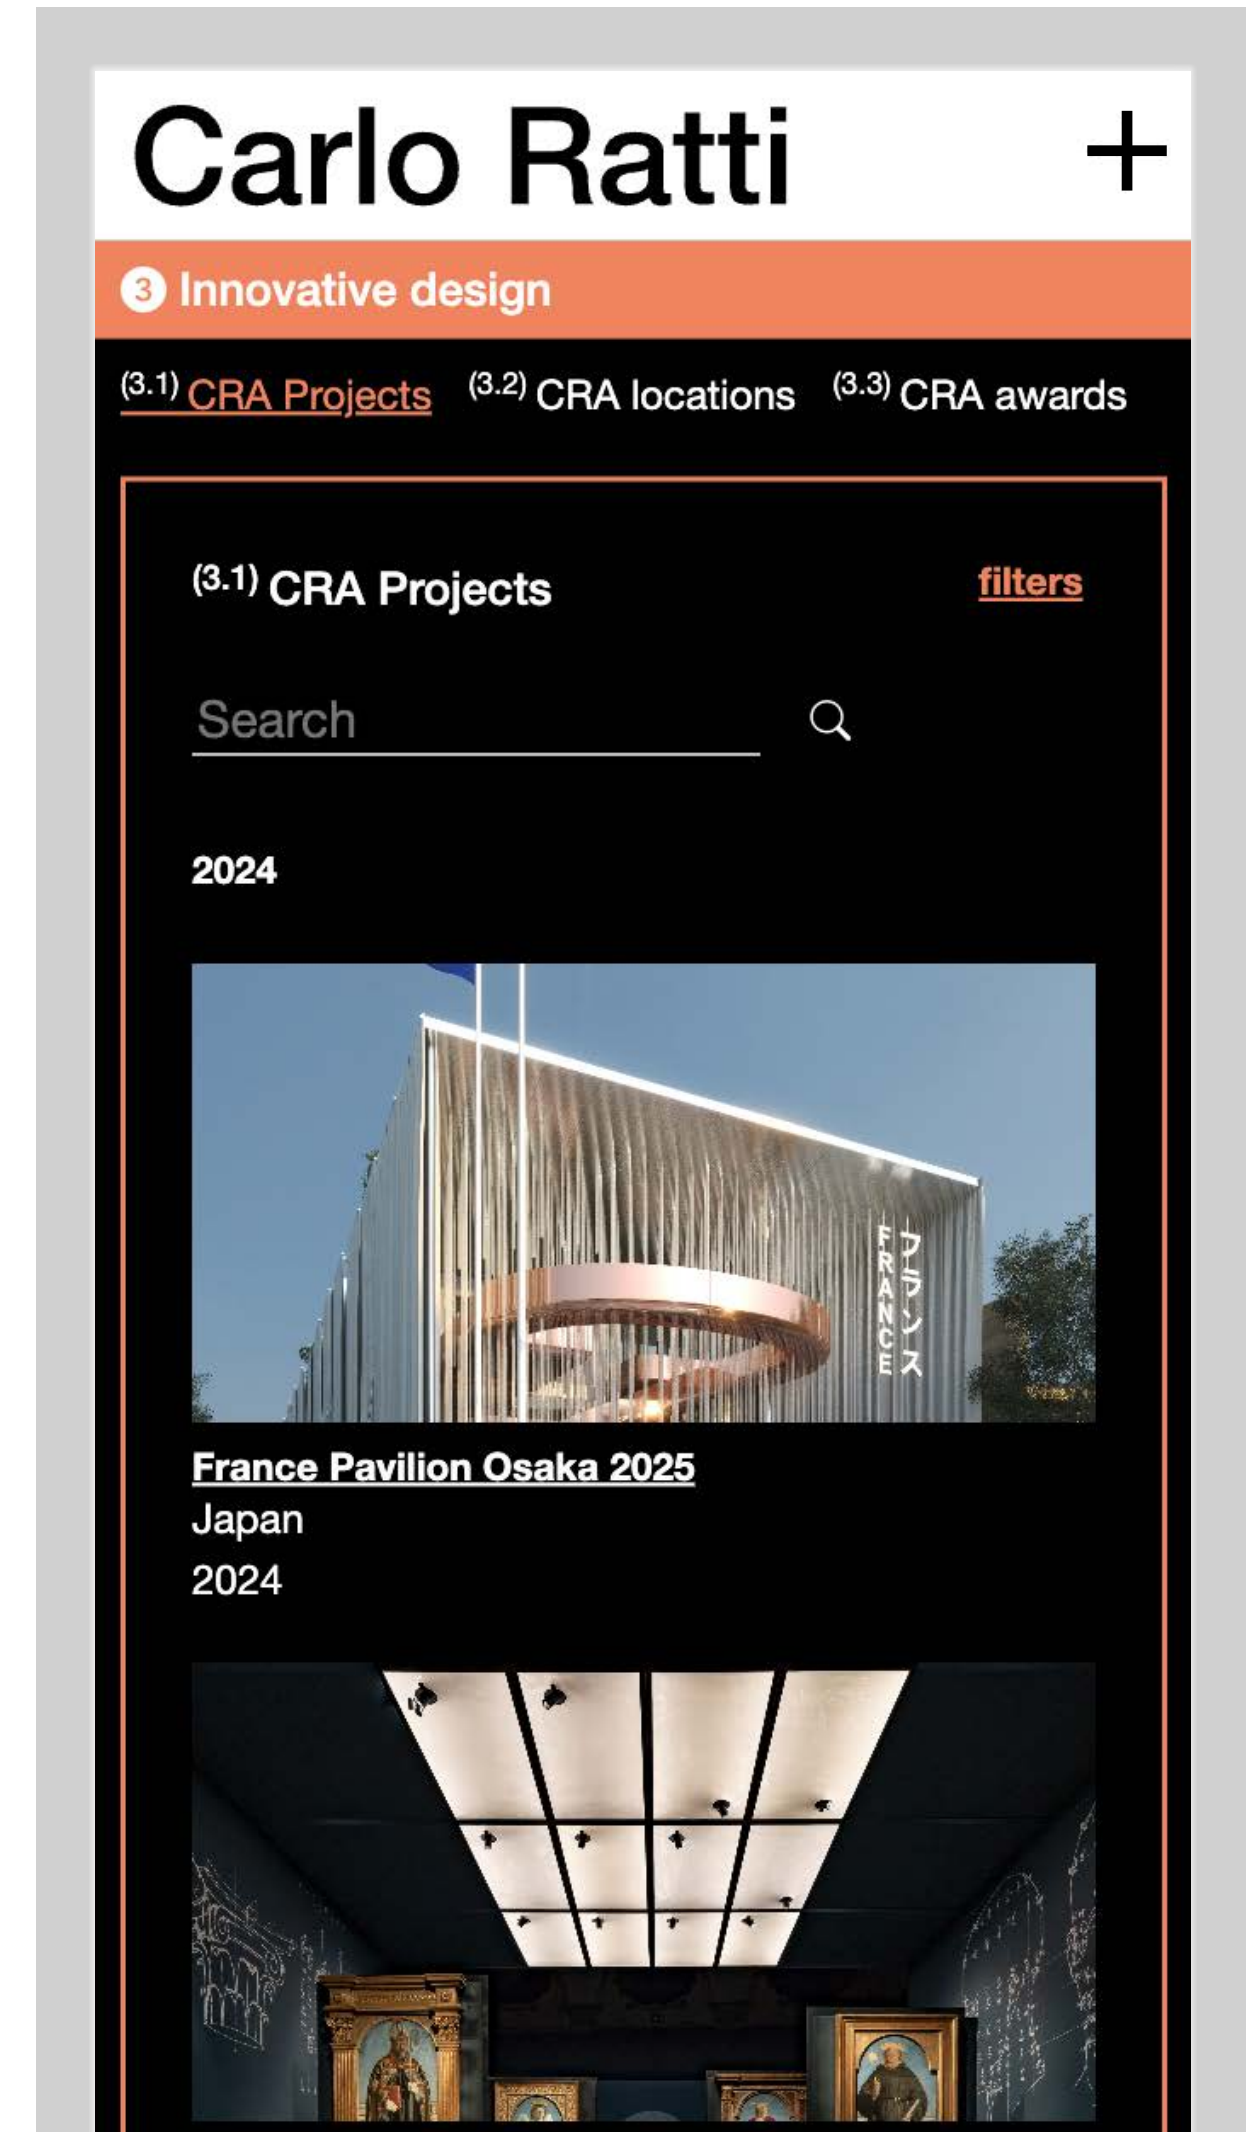 Carlo Ratti
3 Innovative design
(3.1) CRA Projects (3.2) CRA locations (3.3) CRA awards
(3.1) CRA Projects
filters
Search
2024
FRANCE
フランス
France Pavilion Osaka 2025
Japan
2024